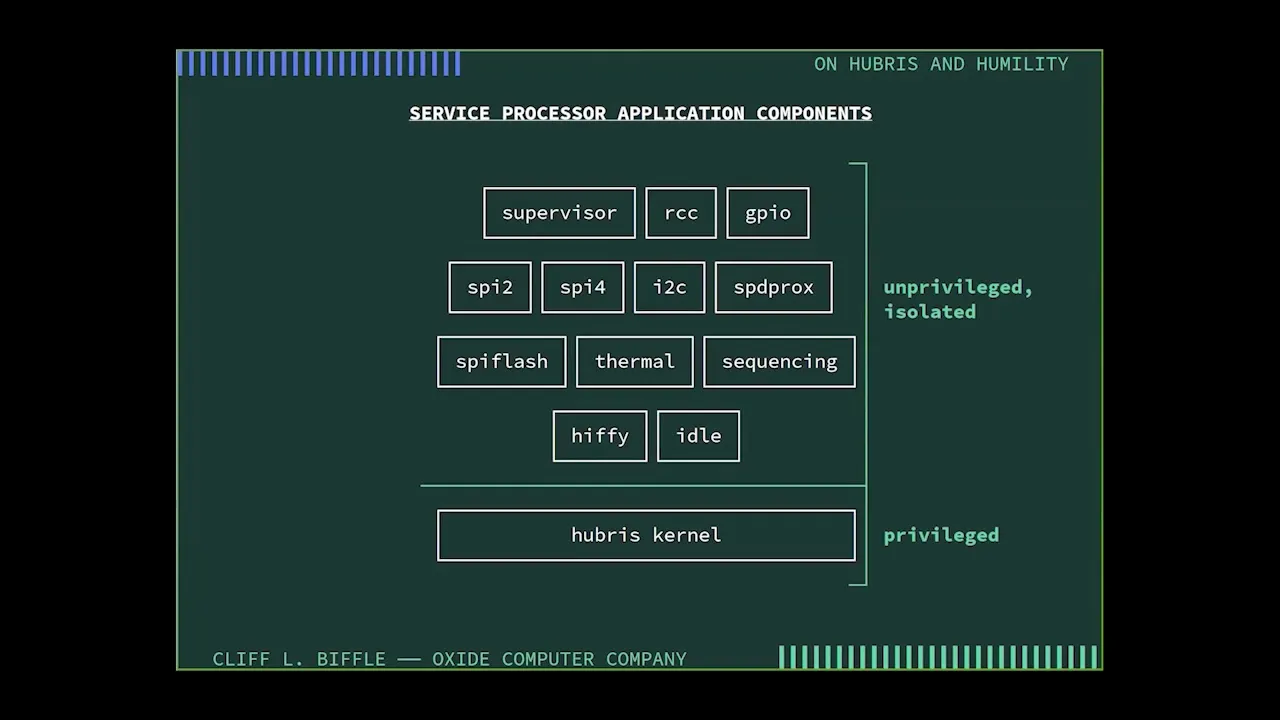 ON HUBRIS AND HUMILITY
SERVICE PROCESSOR APPLICATION COMPONENTS
supervisor rcc gpio
spi2 spi4 i2c spdprox
unprivileged,
isolated
spiflash thermal sequencing
hiffy idle
hubris kernel
privileged
CLIFF L. BIFFLE — OXIDE COMPUTER COMPANY